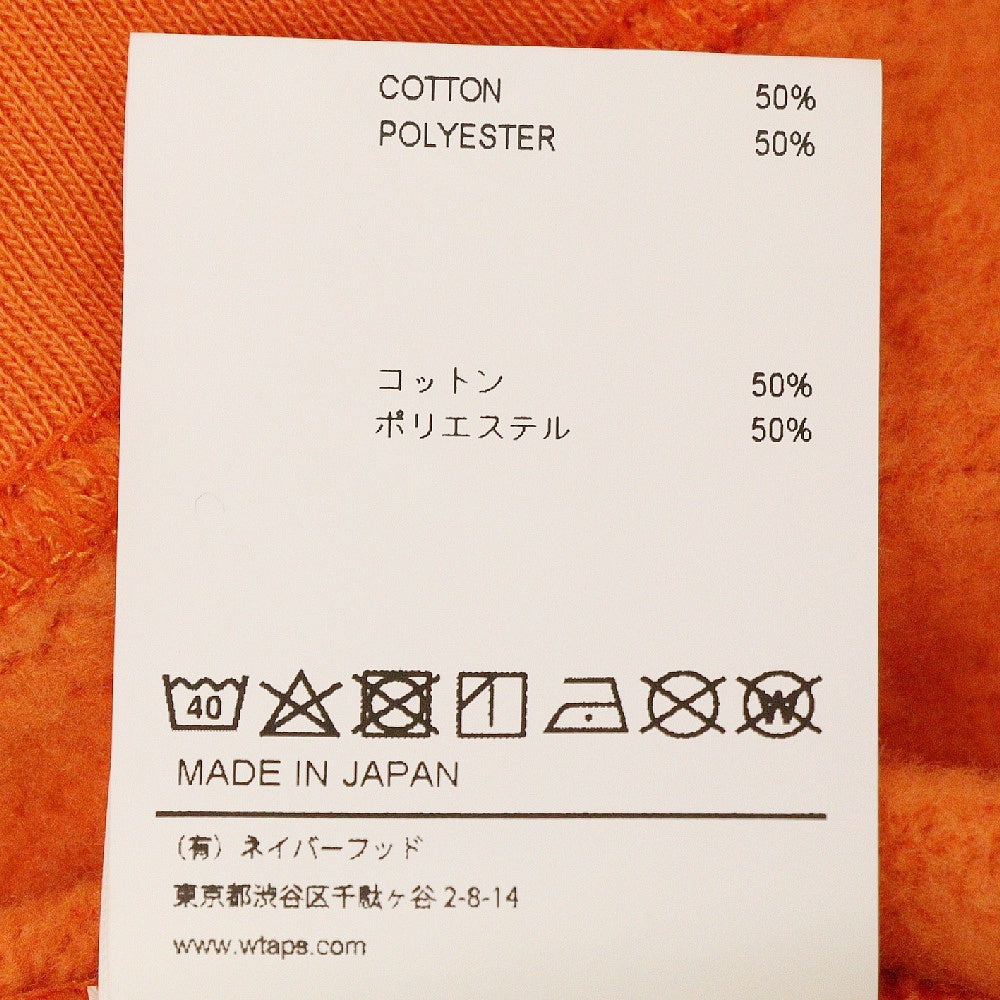 COTTON 50%
POLYESTER 50%
コットン 50%
ポリエステル 50%
40 W
MADE IN JAPAN
（有）ネイバーフッド
東京都渋谷区千駄ヶ谷 2-8-14
www.wtaps.com